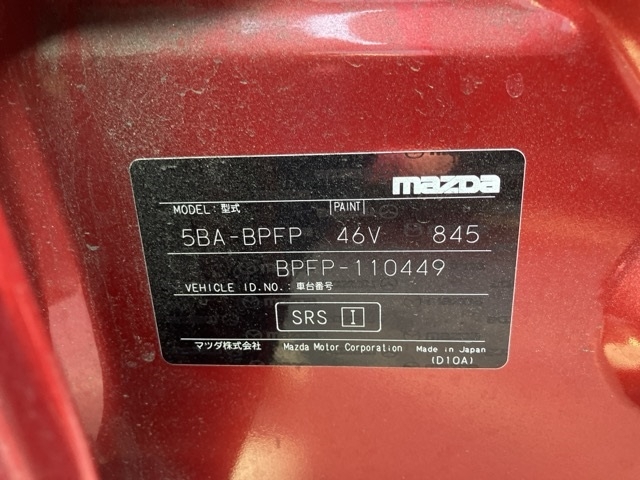 mazda
MODEL : 型式 PAINT
5BA-BPFP 46V 845
BPFP-110449
VEHICLE ID.NO. : 車台番号
SRS I
マツダ株式会社 Mazda Motor Corporation Made in Japan
(D10A)